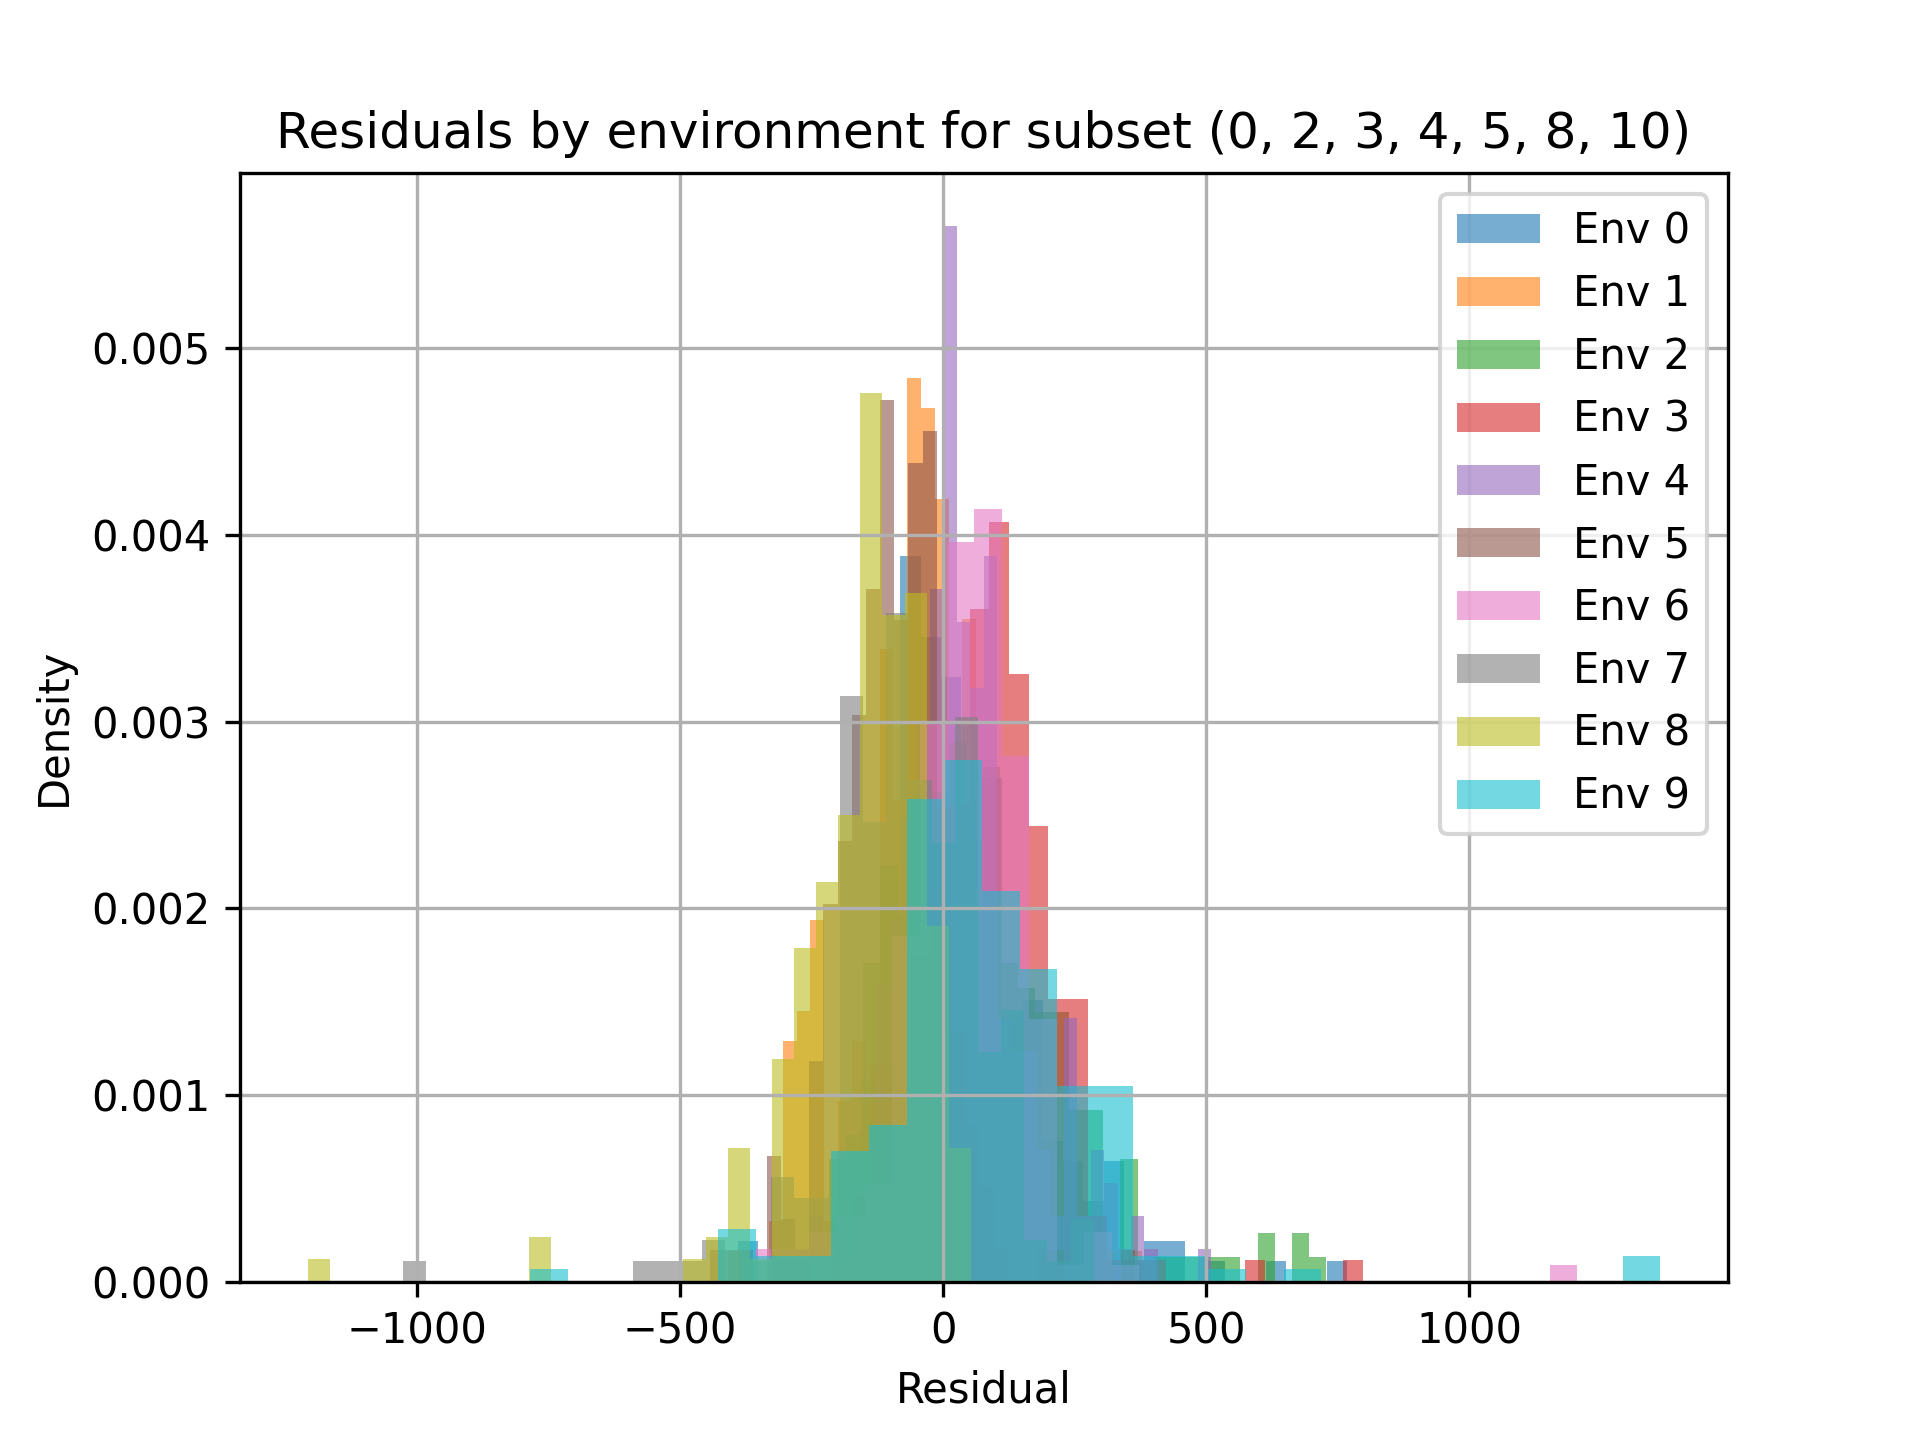 Residuals by environment for subset (0, 2, 3, 4, 5, 8, 10)
Env 0
Env 1
Env 2
Env 3
Env 4
Env 5
Env 6
Env 7
Env 8
Env 9
Density
0.005
0.004
0.003
0.002
0.001
0.000
−1000
−500
0
500
1000
Residual